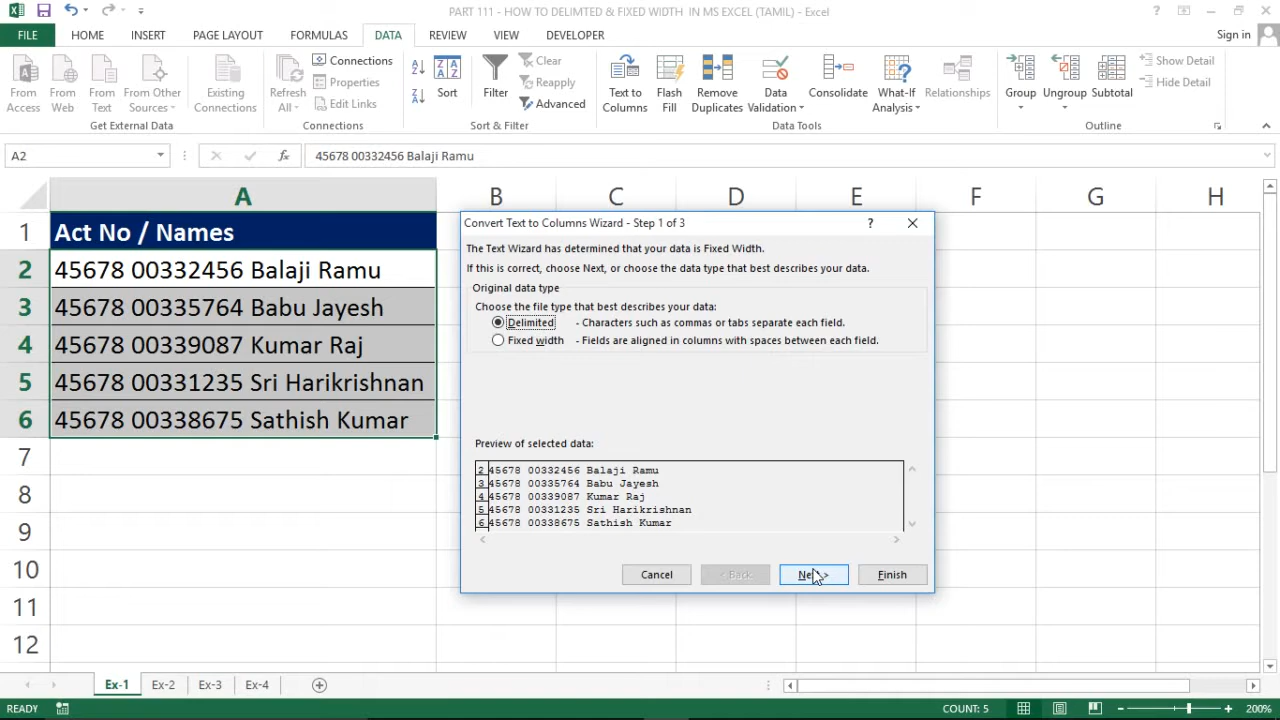 PART 111 - HOW TO DELIMTED & FIXED WIDTH IN MS EXCEL (TAMIL) - Excel
FILE HOME INSERT PAGE LAYOUT FORMULAS DATA REVIEW VIEW DEVELOPER Sign in
From Access
From Web
From Text
From Other Sources
Existing Connections
Get External Data
Refresh All
Connections
Properties
Edit Links
Connections
Sort
Filter
Clear
Reapply
Advanced
Sort & Filter
Text to Columns
Flash Fill
Remove Duplicates
Data Validation
Consolidate
What-If Analysis
Relationships
Data Tools
Group
Ungroup
Subtotal
Show Detail
Hide Detail
Outline
A2 fx 45678 00332456 Balaji Ramu
A B C D E F G H
1 Act No / Names
2 45678 00332456 Balaji Ramu
3 45678 00335764 Babu Jayesh
4 45678 00339087 Kumar Raj
5 45678 00331235 Sri Harikrishnan
6 45678 00338675 Sathish Kumar
7
8
9
10
11
12
Convert Text to Columns Wizard - Step 1 of 3 ?
The Text Wizard has determined that your data is Fixed Width.
If this is correct, choose Next, or choose the data type that best describes your data.
Original data type
Choose the file type that best describes your data:
Delimited - Characters such as commas or tabs separate each field.
Fixed width - Fields are aligned in columns with spaces between each field.
Preview of selected data:
2 45678 00332456 Balaji Ramu
3 45678 00335764 Babu Jayesh
4 45678 00339087 Kumar Raj
5 45678 00331235 Sri Harikrishnan
6 45678 00338675 Sathish Kumar
Cancel < Back Finish
Ex-1 Ex-2 Ex-3 Ex-4
READY COUNT: 5 200%